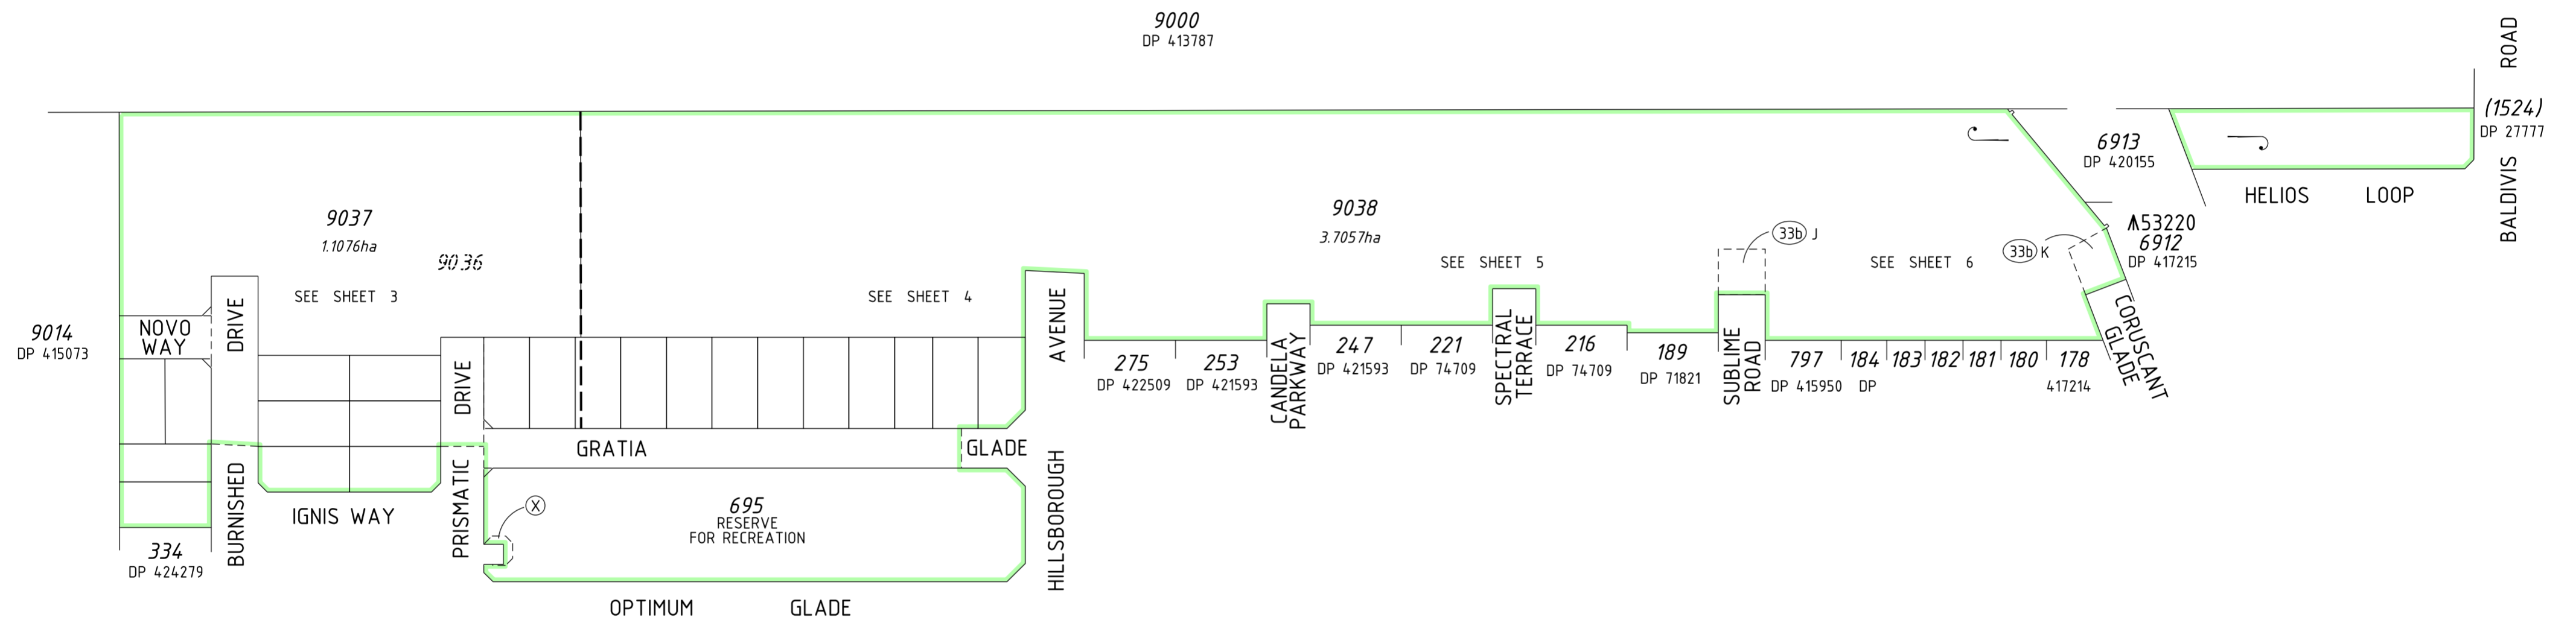 9000
DP 413787
ROAD
(1524)
DP 27777
BALDIVIS
6913
DP 420155
HELIOS LOOP
9037
1.1076ha
9036
SEE SHEET 3
9038
3.7057ha
SEE SHEET 4
SEE SHEET 5
SEE SHEET 6
33b J
33b K
53220
6912
DP 417215
9014
DP 415073
NOVO
WAY
DRIVE
DRIVE
AVENUE
275
DP 422509
253
DP 421593
CANDELA
PARKWAY
247
DP 421593
221
DP 74709
SPECTRAL
TERRACE
216
DP 74709
189
DP 71821
SUBLIME
ROAD
797
DP 415950
184
183
182
181
180
178
DP 417214
CORUSCANT
GLADE
GRATIA GLADE
BURNISHED
IGNIS WAY
PRISMATIC
X
695
RESERVE
FOR RECREATION
HILLSBOROUGH
334
DP 424279
OPTIMUM GLADE